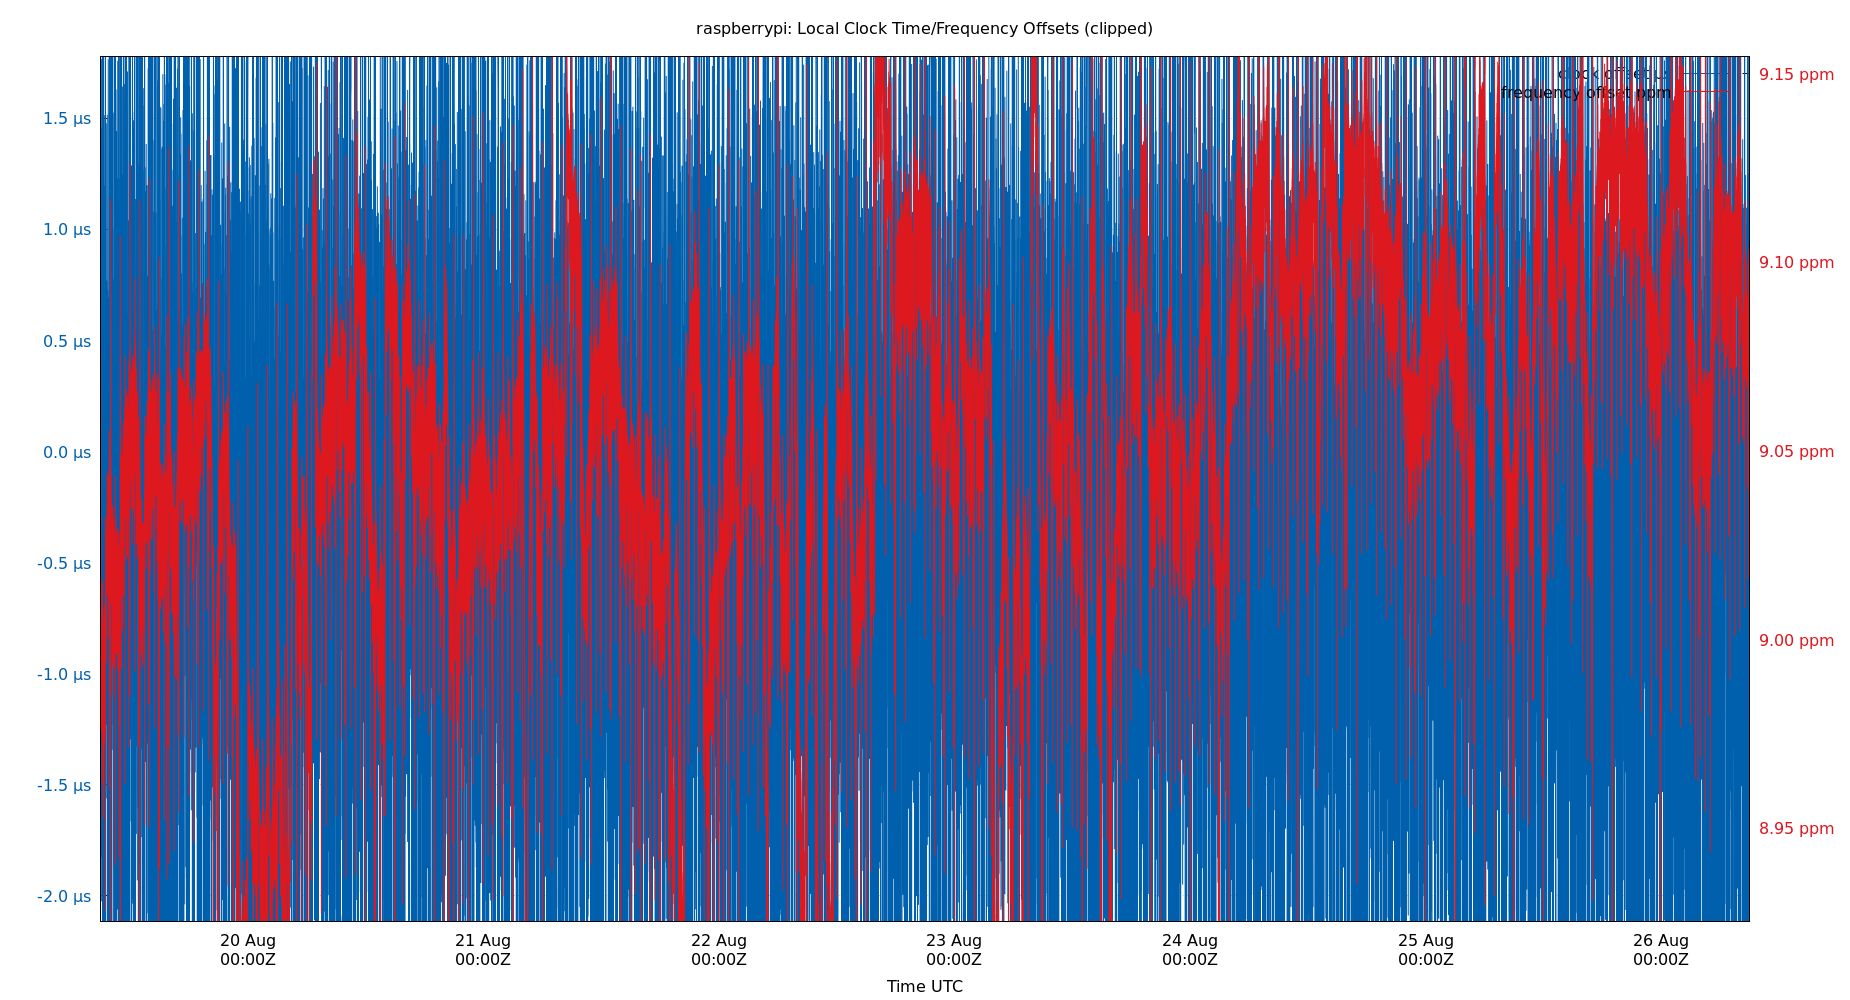 raspberrypi: Local Clock Time/Frequency Offsets (clipped)
clock offset µs
frequency offset ppm
1.5 µs
1.0 µs
0.5 µs
0.0 µs
-0.5 µs
-1.0 µs
-1.5 µs
-2.0 µs
9.15 ppm
9.10 ppm
9.05 ppm
9.00 ppm
8.95 ppm
20 Aug
00:00Z
21 Aug
00:00Z
22 Aug
00:00Z
23 Aug
00:00Z
24 Aug
00:00Z
25 Aug
00:00Z
26 Aug
00:00Z
Time UTC